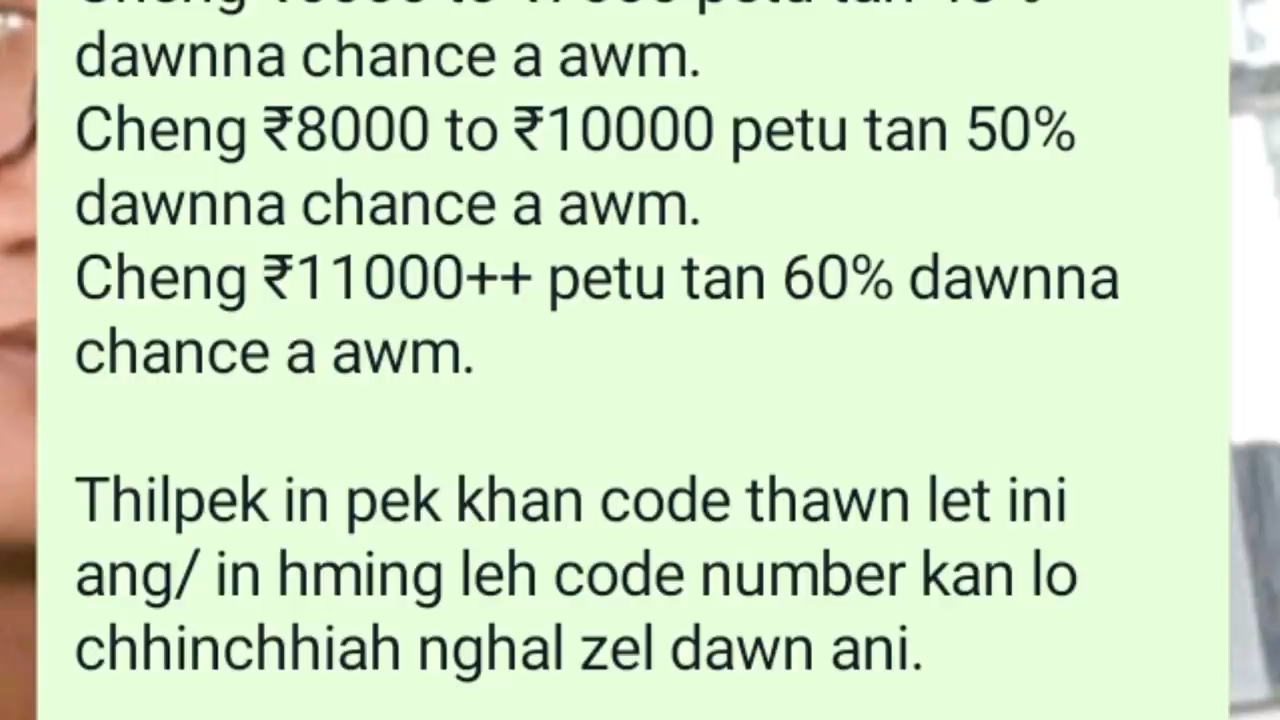 dawnna chance a awm.
Cheng ₹8000 to ₹10000 petu tan 50%
dawnna chance a awm.
Cheng ₹11000++ petu tan 60% dawnna
chance a awm.
Thilpek in pek khan code thawn let ini
ang/ in hming leh code number kan lo
chhinchhiah nghal zel dawn ani.